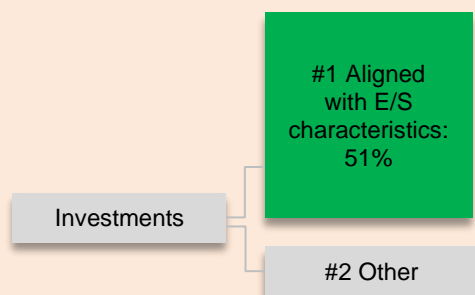 #1 Aligned
with E/S
characteristics:
51%
Investments
#2 Other